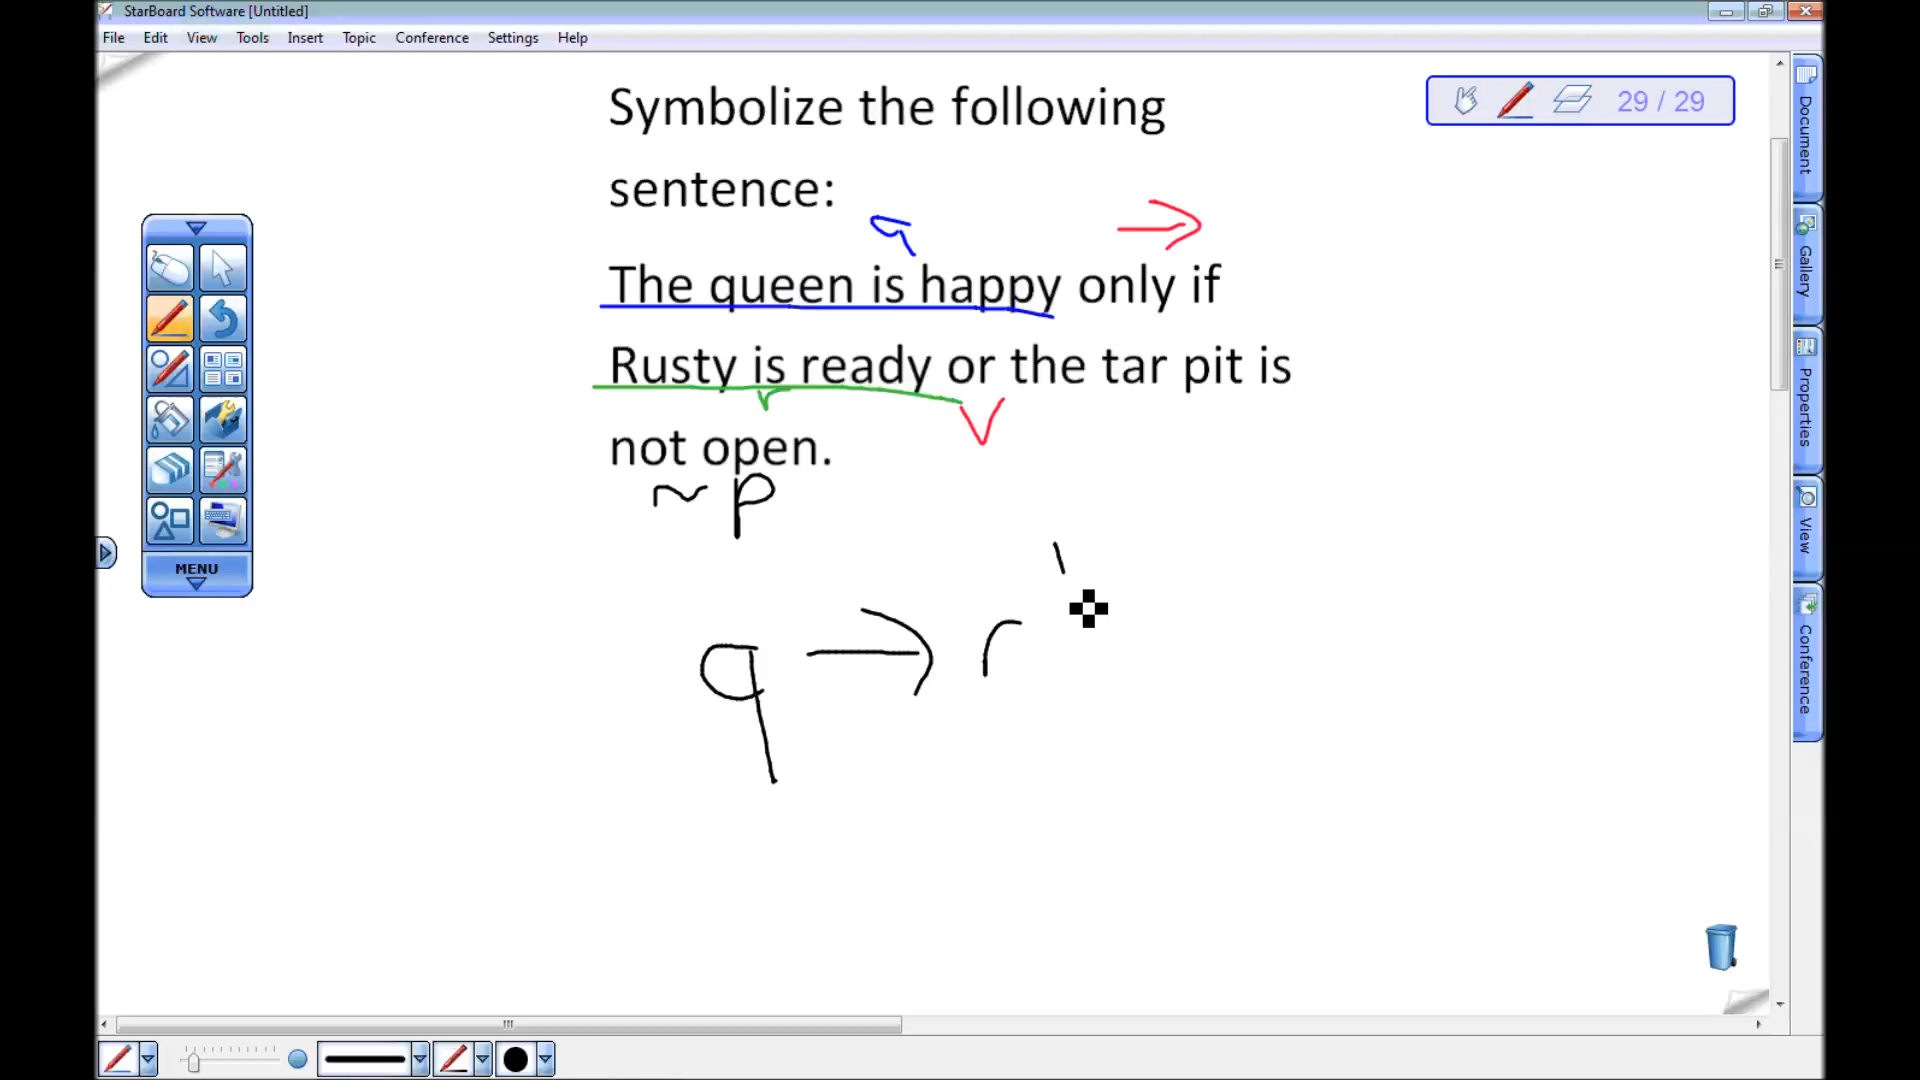 StarBoard Software [Untitled]
File Edit View Tools Insert Topic Conference Settings Help
29 / 29
Symbolize the following
sentence:
q →
The queen is happy only if
Rusty is ready or the tar pit is
r ∨
not open.
~ p
q → r
MENU
Document
Gallery
Properties
View
Conference